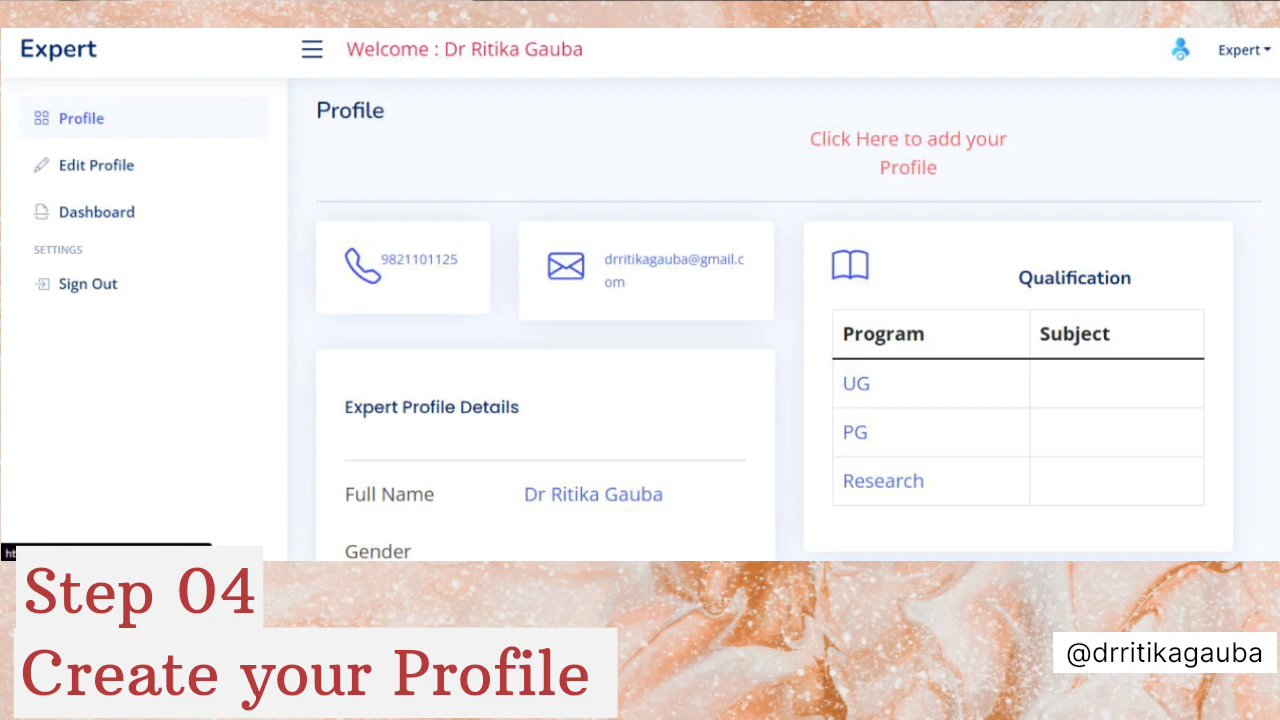 Expert
Welcome : Dr Ritika Gauba
Expert
Profile
Edit Profile
Dashboard
SETTINGS
Sign Out
Profile
Click Here to add your
Profile
9821101125
drritikagauba@gmail.c
om
Qualification
Program Subject
UG
PG
Research
Expert Profile Details
Full Name Dr Ritika Gauba
Gender
Step 04
Create your Profile
@drritikagauba